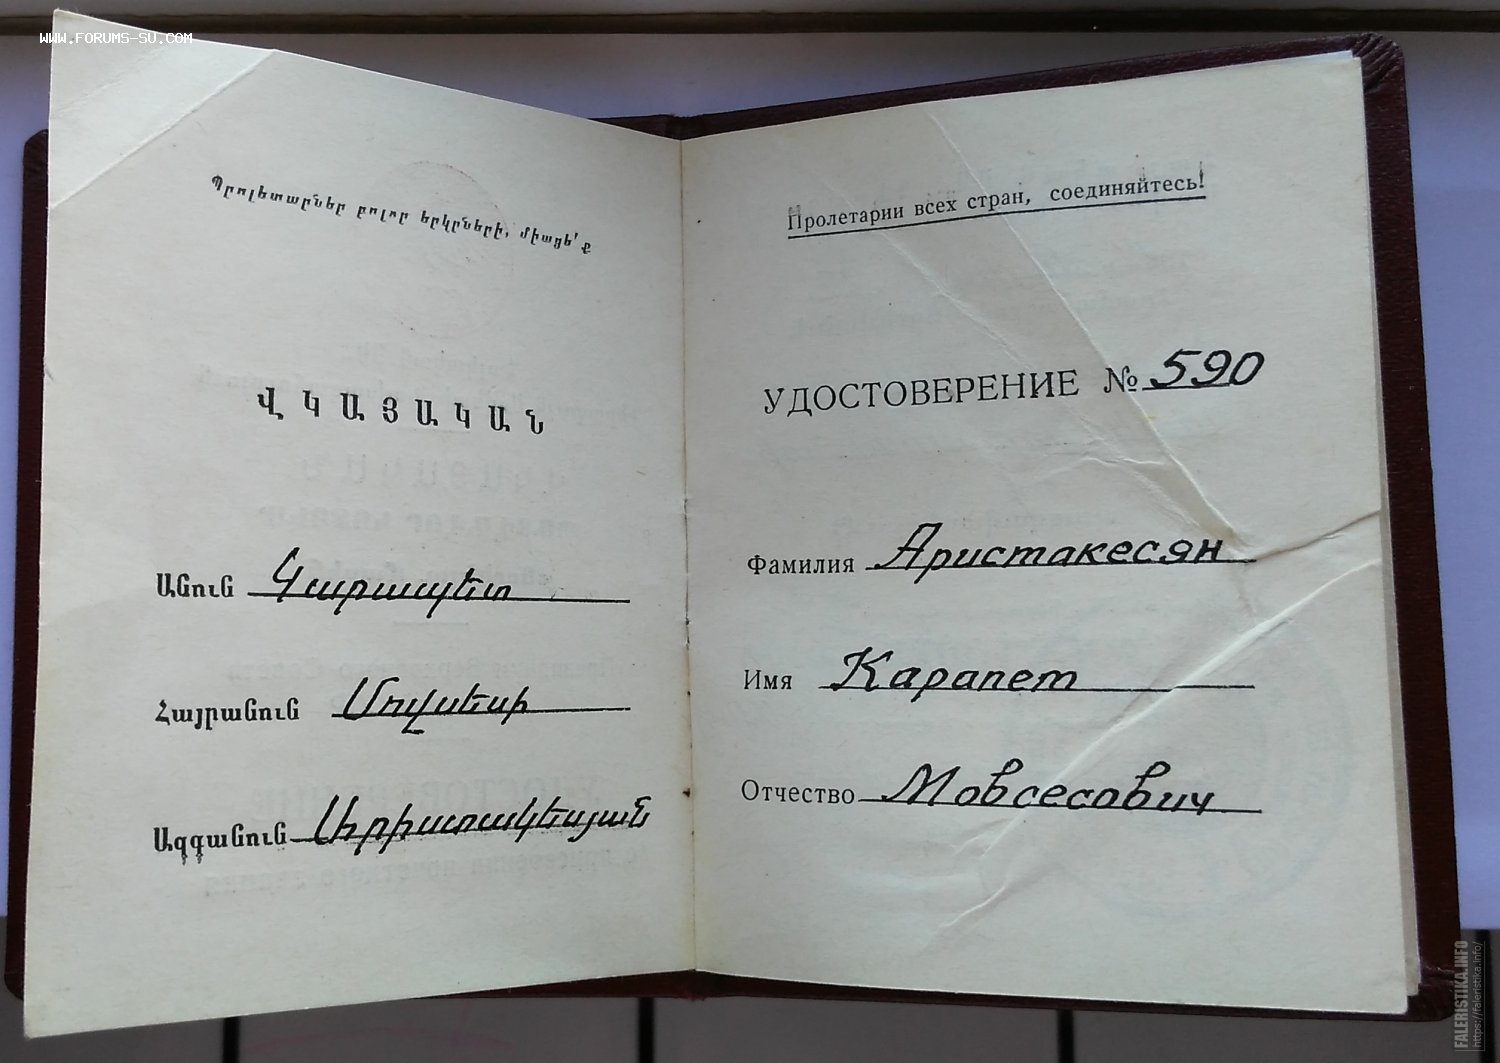 WWW.FORUMS-SU.COM
Պրոլետարներ բոլոր երկրների, միացե՛ք
ՎԿԱՅԱԿԱՆ
Անուն Կարապետ
Հայրանուն Մովսեսի
Ազգանուն Արիստակեսյան
Пролетарии всех стран, соединяйтесь!
УДОСТОВЕРЕНИЕ № 590
Фамилия Аристакесян
Имя Карапет
Отчество Мовсесович
FALERISTIKA.INFO
https://faleristika.info/